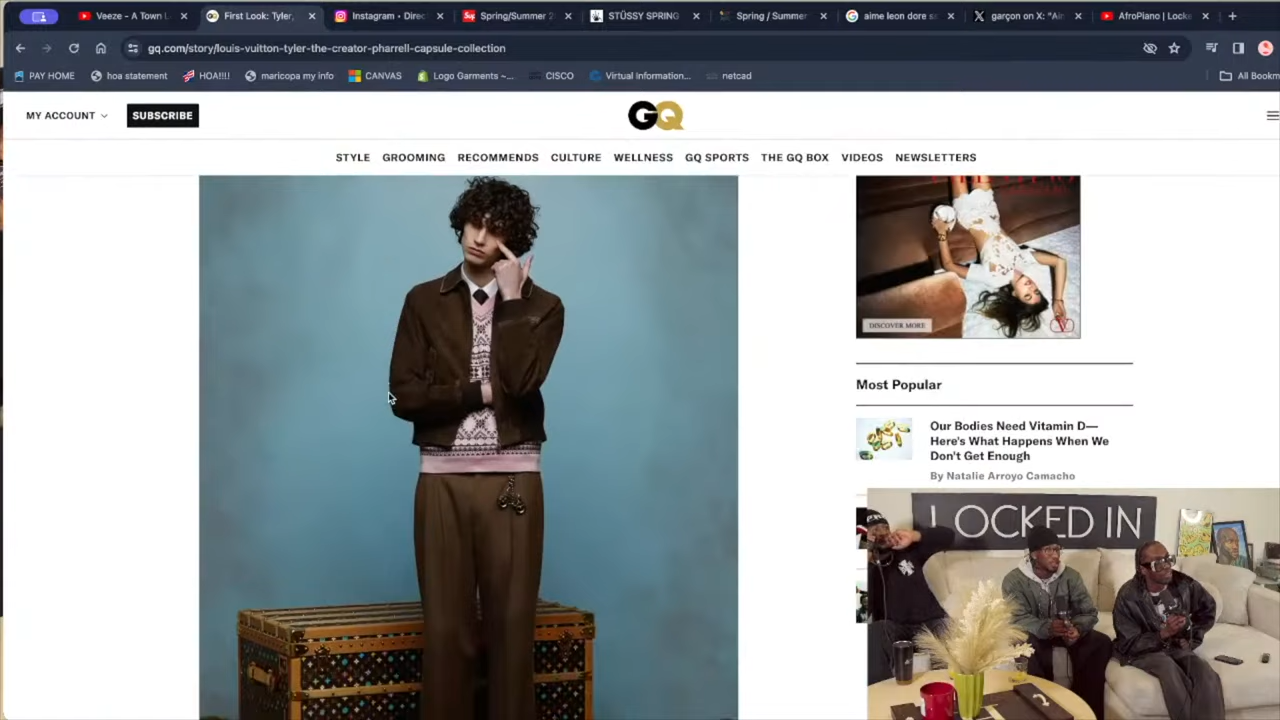 Veeze - A Town L
First Look: Tyler,
Instagram • Direc
Spring/Summer 2
STÜSSY SPRING
Spring / Summer
aime leon dore s
garçon on X: "Aim
AfroPiano | Locke
gq.com/story/louis-vuitton-tyler-the-creator-pharrell-capsule-collection
PAY HOME
hoa statement
HOA!!!!
maricopa my info
CANVAS
Logo Garments ~...
CISCO
Virtual Information...
netcad
All Bookm
MY ACCOUNT
SUBSCRIBE
GQ
STYLE GROOMING RECOMMENDS CULTURE WELLNESS GQ SPORTS THE GQ BOX VIDEOS NEWSLETTERS
DISCOVER MORE
Most Popular
Our Bodies Need Vitamin D—
Here's What Happens When We
Don't Get Enough
By Natalie Arroyo Camacho
LOCKED IN